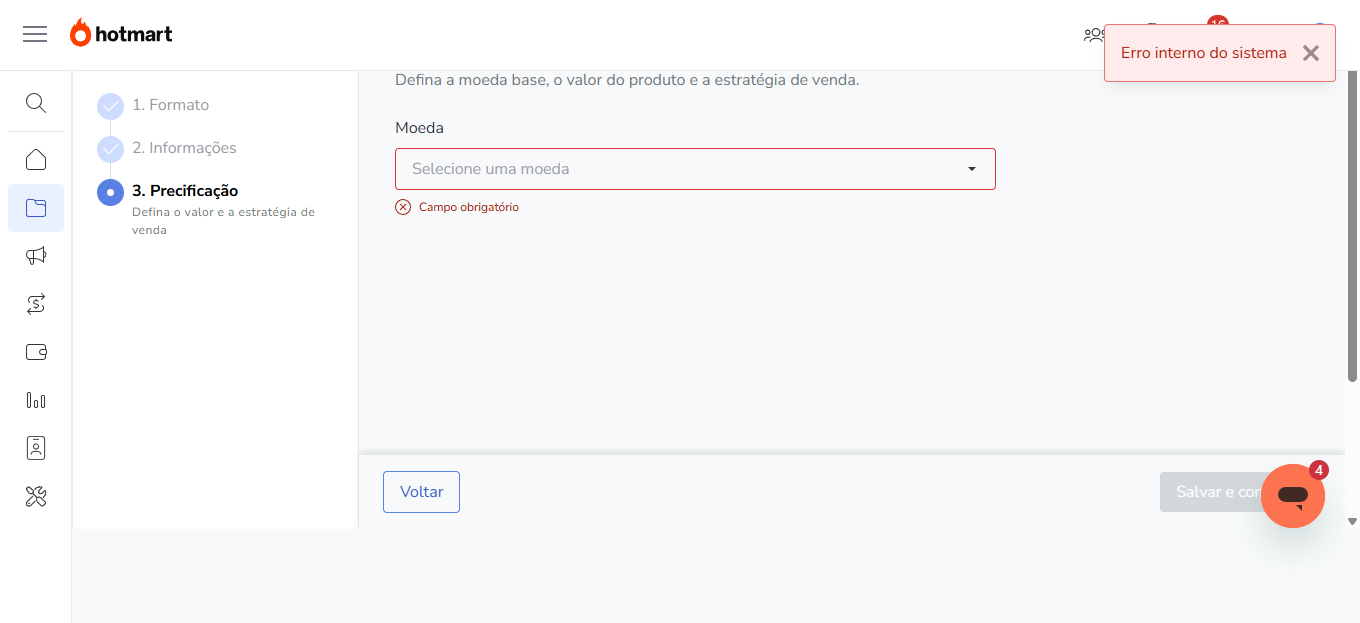 hotmart
16
Erro interno do sistema
Defina a moeda base, o valor do produto e a estratégia de venda.
1. Formato
2. Informações
3. Precificação
Defina o valor e a estratégia de
venda
Moeda
Selecione uma moeda
Campo obrigatório
Voltar
Salvar e con
4